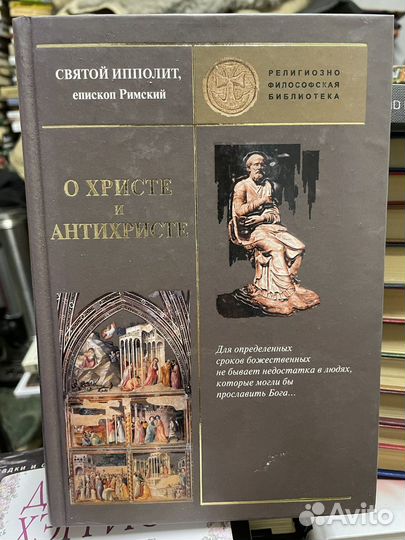 СВЯТОЙ ИППОЛИТ,
епископ Римский
РЕЛИГИОЗНО
ФИЛОСОФСКАЯ
БИБЛИОТЕКА
О ХРИСТЕ
и
АНТИХРИСТЕ
Для определенных
сроков божественных
не бывает недостатка в людях,
которые могли бы
прославить Бога...
Avito